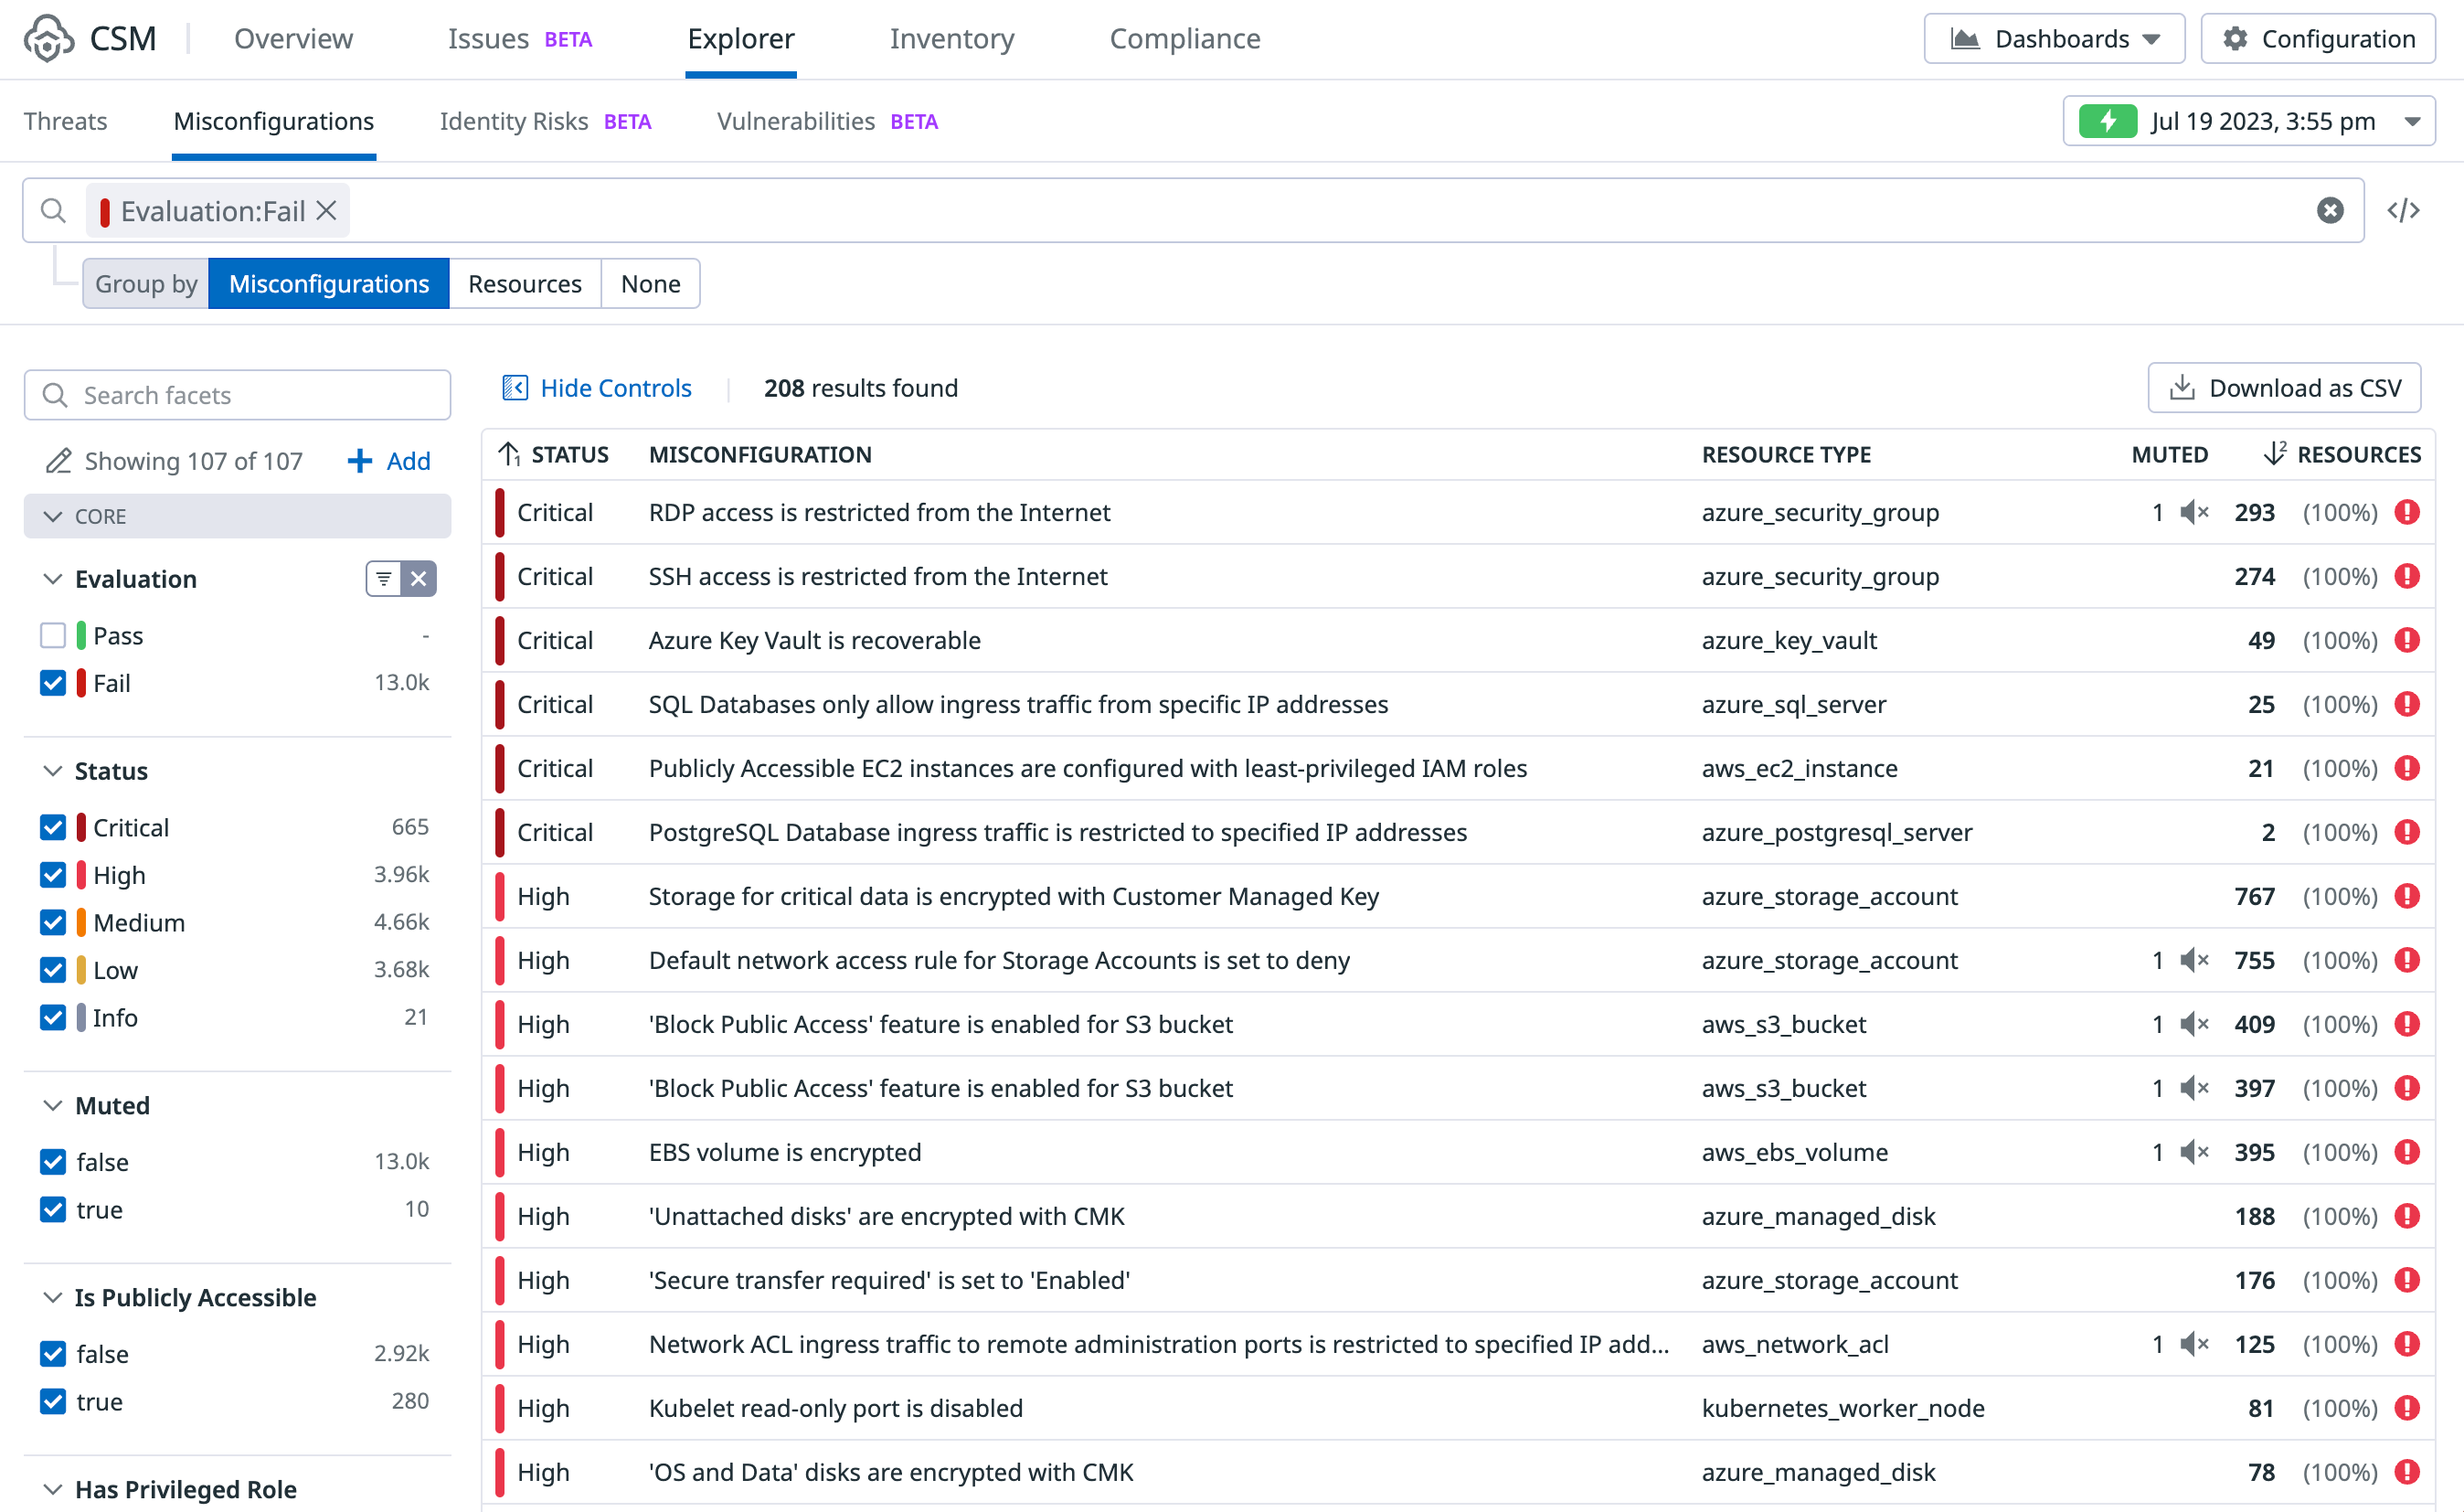 CSM Overview Issues BETA Explorer Inventory Compliance Dashboards Configuration
Threats Misconfigurations Identity Risks BETA Vulnerabilities BETA Jul 19 2023, 3:55 pm
Evaluation:Fail </>
Group by Misconfigurations Resources None
Search facets
Showing 107 of 107 + Add
CORE
Evaluation
Pass -
Fail 13.0k
Status
Critical 665
High 3.96k
Medium 4.66k
Low 3.68k
Info 21
Muted
false 13.0k
true 10
Is Publicly Accessible
false 2.92k
true 280
Has Privileged Role
Hide Controls 208 results found Download as CSV
1 STATUS MISCONFIGURATION RESOURCE TYPE MUTED 2 RESOURCES
Critical RDP access is restricted from the Internet azure_security_group 1 293 (100%)
Critical SSH access is restricted from the Internet azure_security_group 274 (100%)
Critical Azure Key Vault is recoverable azure_key_vault 49 (100%)
Critical SQL Databases only allow ingress traffic from specific IP addresses azure_sql_server 25 (100%)
Critical Publicly Accessible EC2 instances are configured with least-privileged IAM roles aws_ec2_instance 21 (100%)
Critical PostgreSQL Database ingress traffic is restricted to specified IP addresses azure_postgresql_server 2 (100%)
High Storage for critical data is encrypted with Customer Managed Key azure_storage_account 767 (100%)
High Default network access rule for Storage Accounts is set to deny azure_storage_account 1 755 (100%)
High 'Block Public Access' feature is enabled for S3 bucket aws_s3_bucket 1 409 (100%)
High 'Block Public Access' feature is enabled for S3 bucket aws_s3_bucket 1 397 (100%)
High EBS volume is encrypted aws_ebs_volume 1 395 (100%)
High 'Unattached disks' are encrypted with CMK azure_managed_disk 188 (100%)
High 'Secure transfer required' is set to 'Enabled' azure_storage_account 176 (100%)
High Network ACL ingress traffic to remote administration ports is restricted to specified IP add... aws_network_acl 1 125 (100%)
High Kubelet read-only port is disabled kubernetes_worker_node 81 (100%)
High 'OS and Data' disks are encrypted with CMK azure_managed_disk 78 (100%)